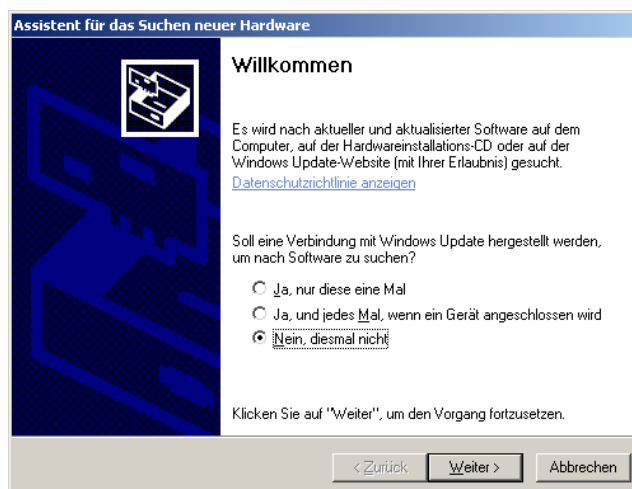 Assistent für das Suchen neuer Hardware
Willkommen
Es wird nach aktueller und aktualisierter Software auf dem
Computer, auf der Hardwareinstallations-CD oder auf der
Windows Update-Website (mit Ihrer Erlaubnis) gesucht.
Datenschutzrichtlinie anzeigen
Soll eine Verbindung mit Windows Update hergestellt werden,
um nach Software zu suchen?
Ja, nur diese eine Mal
Ja, und jedes Mal, wenn ein Gerät angeschlossen wird
Nein, diesmal nicht
Klicken Sie auf "Weiter", um den Vorgang fortzusetzen.
< Zurück
Weiter >
Abbrechen